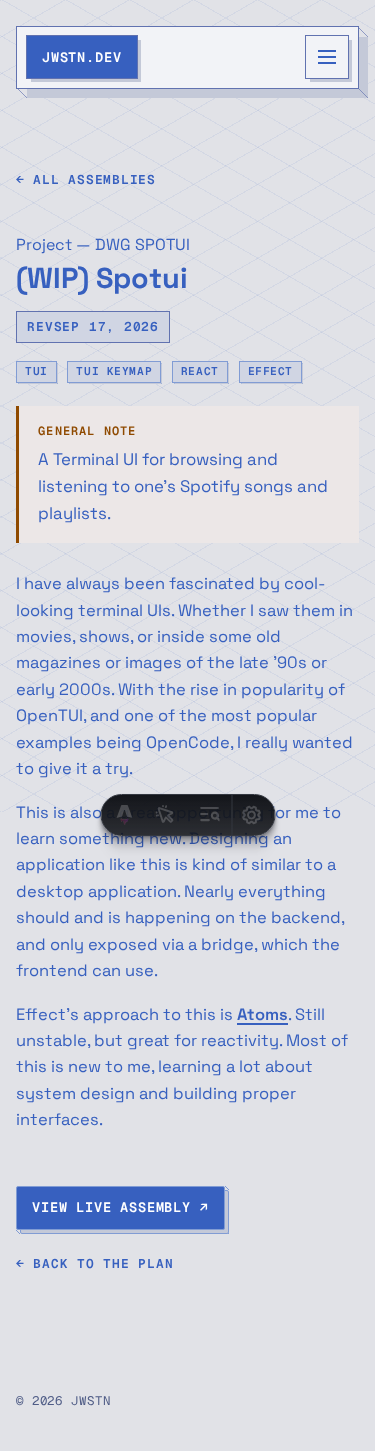 JWSTN.DEV
← ALL ASSEMBLIES
Project — DWG SPOTUI
(WIP) Spotui
REVSEP 17, 2026
TUI TUI KEYMAP REACT EFFECT
GENERAL NOTE
A Terminal UI for browsing and
listening to one's Spotify songs and
playlists.
I have always been fascinated by cool-
looking terminal UIs. Whether I saw them in
movies, shows, or inside some old
magazines or images of the late '90s or
early 2000s. With the rise in popularity of
OpenTUI, and one of the most popular
examples being OpenCode, I really wanted
to give it a try.
This is also for me to
learn something new. Designing an
application like this is kind of similar to a
desktop application. Nearly everything
should and is happening on the backend,
and only exposed via a bridge, which the
frontend can use.
Effect's approach to this is Atoms. Still
unstable, but great for reactivity. Most of
this is new to me, learning a lot about
system design and building proper
interfaces.
VIEW LIVE ASSEMBLY ↗
← BACK TO THE PLAN
© 2026 JWSTN